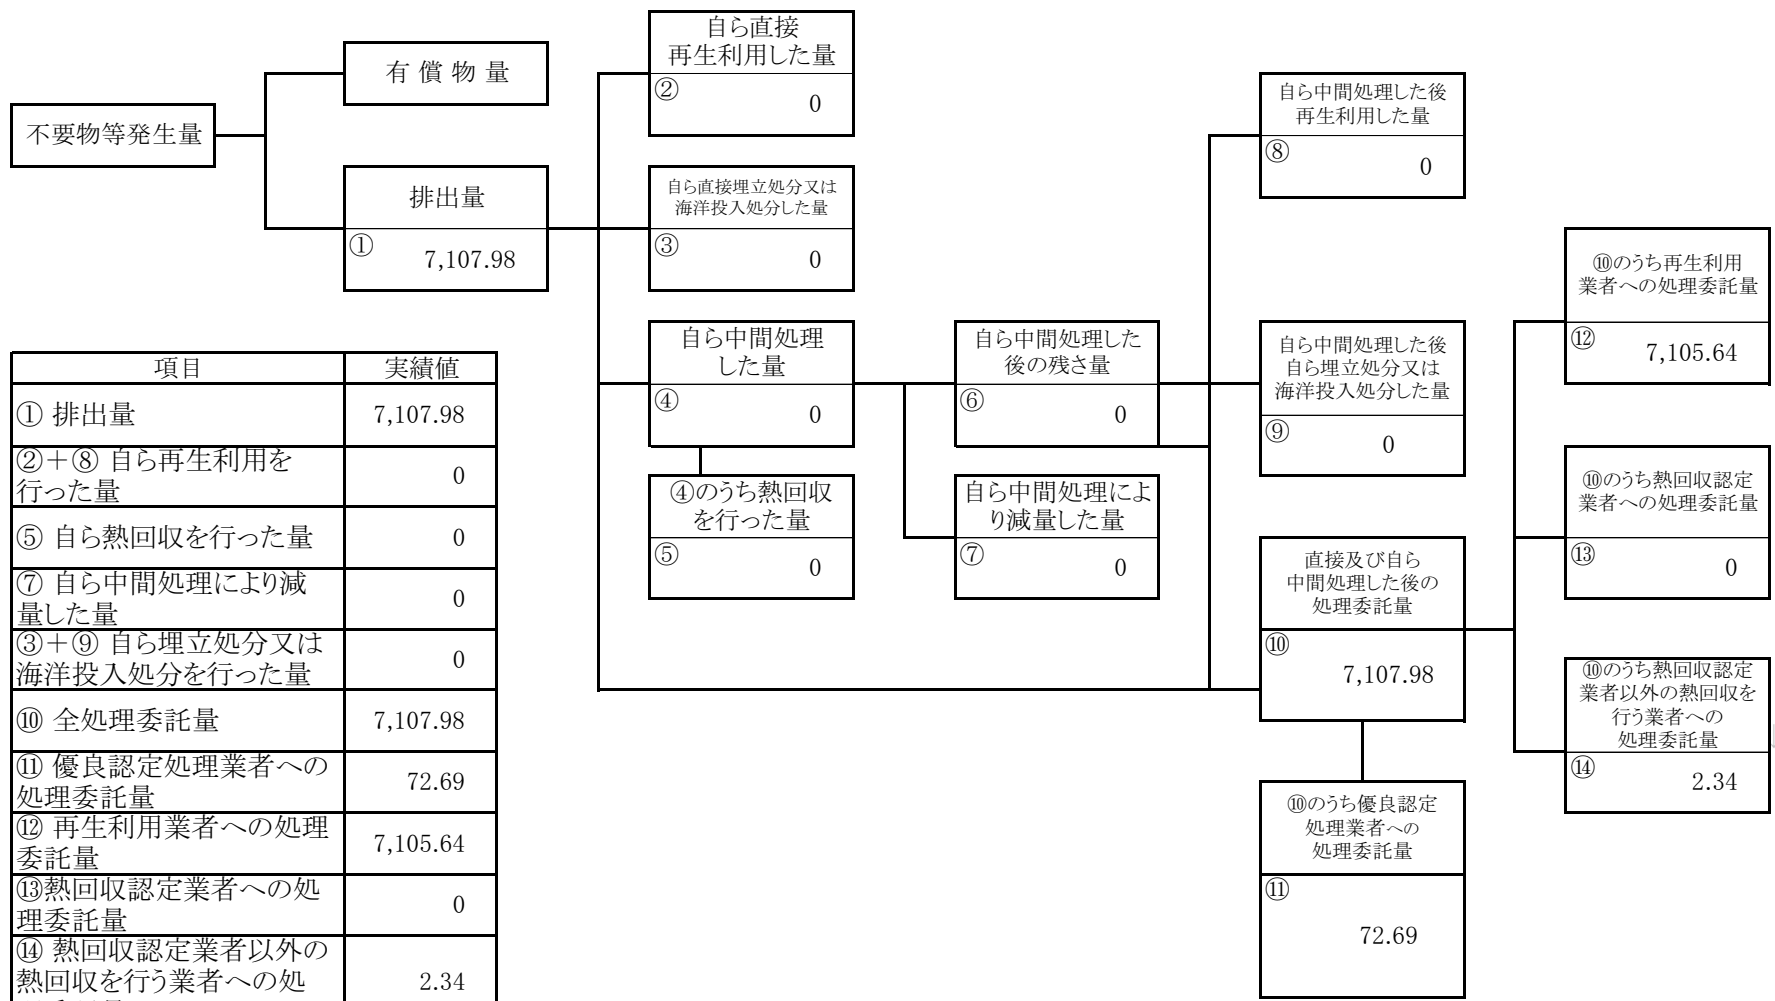 不要物等発生量
有 償 物 量
排出量
①
7,107.98
自ら直接
再生利用した量
②
0
自ら直接埋立処分又は
海洋投入処分した量
③
0
自ら中間処理
した量
④
0
④のうち熱回収
を行った量
⑤
0
自ら中間処理した
後の残さ量
⑥
0
自ら中間処理によ
り減量した量
⑦
0
自ら中間処理した後
再生利用した量
⑧
0
自ら中間処理した後
自ら埋立処分又は
海洋投入処分した量
⑨
0
直接及び自ら
中間処理した後の
処理委託量
⑩
7,107.98
⑩のうち優良認定
処理業者への
処理委託量
⑪
72.69
⑩のうち再生利用
業者への処理委託量
⑫
7,105.64
⑩のうち熱回収認定
業者への処理委託量
⑬
0
⑩のうち熱回収認定
業者以外の熱回収を
行う業者への
処理委託量
⑭
2.34
項目 実績値
① 排出量 7,107.98
②＋⑧ 自ら再生利用を
行った量
0
⑤ 自ら熱回収を行った量 0
⑦ 自ら中間処理により減
量した量
0
③＋⑨ 自ら埋立処分又は
海洋投入処分を行った量
0
⑩ 全処理委託量 7,107.98
⑪ 優良認定処理業者への
処理委託量
72.69
⑫ 再生利用業者への処理
委託量
7,105.64
⑬熱回収認定業者への処
理委託量
0
⑭ 熱回収認定業者以外の
熱回収を行う業者への処
2.34